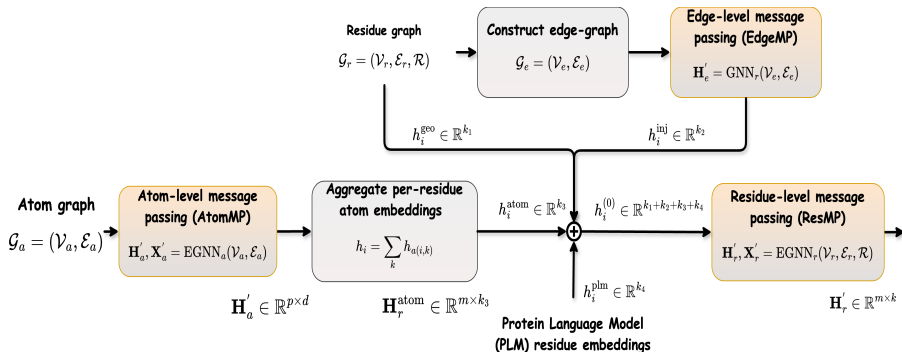 Residue graph
𝒢_r = (𝒱_r, ℰ_r, ℛ)
Construct edge-graph
𝒢_e = (𝒱_e, ℰ_e)
Edge-level message
passing (EdgeMP)
H'_e = GNN_r(𝒱_e, ℰ_e)
h_i^geo ∈ ℝ^{k_1}
h_i^inj ∈ ℝ^{k_2}
Atom graph
𝒢_a = (𝒱_a, ℰ_a)
Atom-level message
passing (AtomMP)
H'_a, X'_a = EGNN_a(𝒱_a, ℰ_a)
H'_a ∈ ℝ^{p×d}
Aggregate per-residue
atom embeddings
h_i = ∑_k h_{a(i,k)}
H_r^atom ∈ ℝ^{m×k_3}
h_i^atom ∈ ℝ^{k_3}
h_i^{(0)} ∈ ℝ^{k_1+k_2+k_3+k_4}
+
h_i^plm ∈ ℝ^{k_4}
Protein Language Model
(PLM) residue embeddings
Residue-level message
passing (ResMP)
H'_r, X'_r = EGNN_r(𝒱_r, ℰ_r, ℛ)
H'_r ∈ ℝ^{m×k}